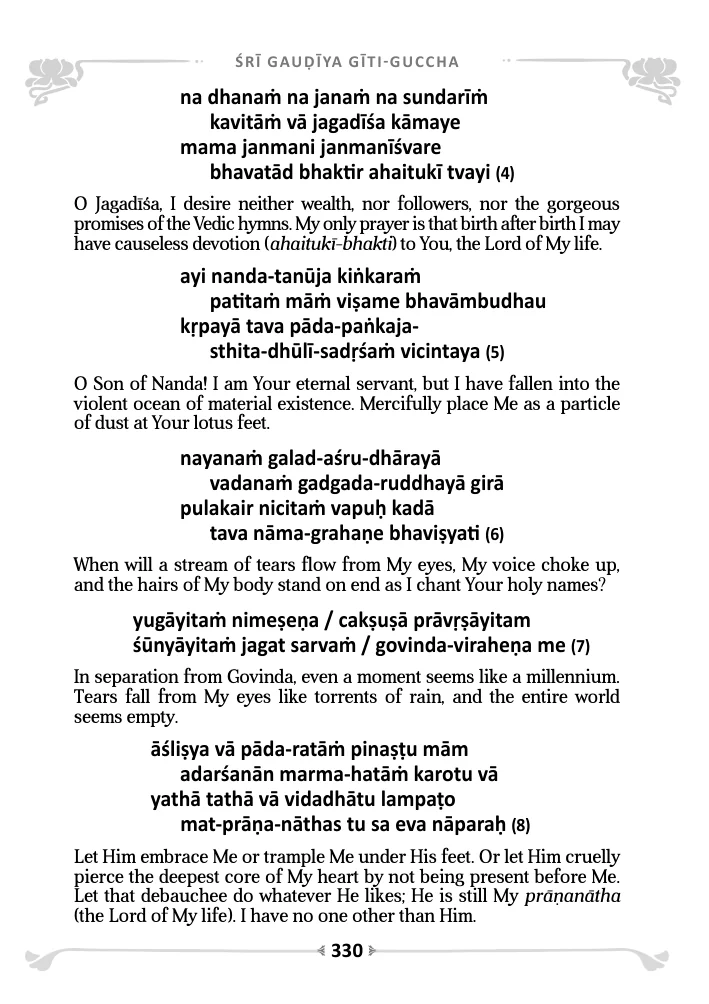 ŚRĪ GAUḌĪYA GĪTI-GUCCHA
na dhanaṁ na janaṁ na sundarīṁ
kavitāṁ vā jagadīśa kāmaye
mama janmani janmanīśvare
bhavatād bhaktir ahaitukī tvayi (4)
O Jagadīśa, I desire neither wealth, nor followers, nor the gorgeous
promises of the Vedic hymns. My only prayer is that birth after birth I may
have causeless devotion (ahaitukī-bhakti) to You, the Lord of My life.
ayi nanda-tanūja kiṅkaraṁ
patitaṁ māṁ viṣame bhavāmbudhau
kṛpayā tava pāda-paṅkaja-
sthita-dhūlī-sadṛśaṁ vicintaya (5)
O Son of Nanda! I am Your eternal servant, but I have fallen into the
violent ocean of material existence. Mercifully place Me as a particle
of dust at Your lotus feet.
nayanaṁ galad-aśru-dhārayā
vadanaṁ gadgada-ruddhayā girā
pulakair nicitaṁ vapuḥ kadā
tava nāma-grahaṇe bhaviṣyati (6)
When will a stream of tears flow from My eyes, My voice choke up,
and the hairs of My body stand on end as I chant Your holy names?
yugāyitaṁ nimeṣeṇa / cakṣuṣā prāvṛṣāyitam
śūnyāyitaṁ jagat sarvaṁ / govinda-viraheṇa me (7)
In separation from Govinda, even a moment seems like a millennium.
Tears fall from My eyes like torrents of rain, and the entire world
seems empty.
āśliṣya vā pāda-ratāṁ pinaṣṭu mām
adarśanān marma-hatāṁ karotu vā
yathā tathā vā vidadhātu lampaṭo
mat-prāṇa-nāthas tu sa eva nāparaḥ (8)
Let Him embrace Me or trample Me under His feet. Or let Him cruelly
pierce the deepest core of My heart by not being present before Me.
Let that debauchee do whatever He likes; He is still My prāṇanātha
(the Lord of My life). I have no one other than Him.
330